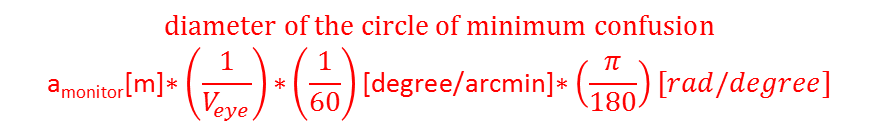 diameter of the circle of minimum confusion
a_monitor[m]* (1/V_eye) * (1/60) [degree/arcmin]* (π/180) [rad/degree]